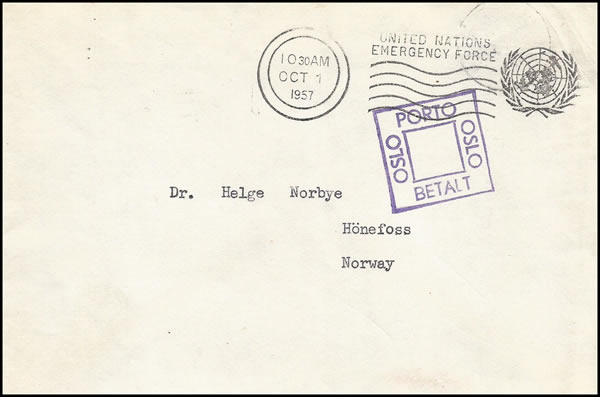 UNITED NATIONS
EMERGENCY FORCE
10 30 AM
OCT 1
1957
PORTO
OSLO
OSLO
BETALT
Dr. Helge Norbye
Hönefoss
Norway